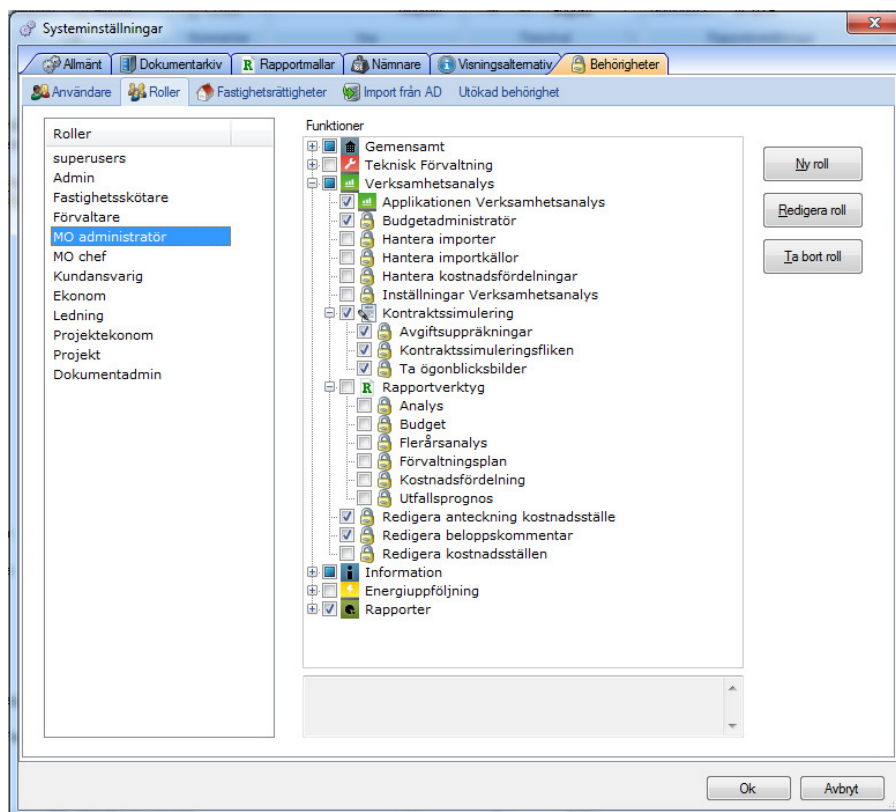 Systeminställningar
Allmänt Dokumentarkiv Rapportmallar Nämnare Visningsalternativ Behörigheter
Användare Roller Fastighetsrättigheter Import från AD Utökad behörighet
Roller
superusers
Admin
Fastighetsskötare
Förvaltare
MO administratör
MO chef
Kundansvarig
Ekonom
Ledning
Projektekonom
Projekt
Dokumentadmin
Funktioner
Gemensamt
Teknisk Förvaltning
Verksamhetsanalys
Applikationen Verksamhetsanalys
Budgetadministratör
Hantera importer
Hantera importkällor
Hantera kostnadsfördelningar
Inställningar Verksamhetsanalys
Kontraktssimulering
Avgiftsuppräkningar
Kontraktssimuleringsfliken
Ta ögonblicksbilder
R Rapportverktyg
Analys
Budget
Flerårsanalys
Förvaltningsplan
Kostnadsfördelning
Utfallsprognos
Redigera anteckning kostnadsställe
Redigera beloppskommentar
Redigera kostnadsställen
Information
Energiuppföljning
Rapporter
Ny roll
Redigera roll
Ta bort roll
Ok Avbryt